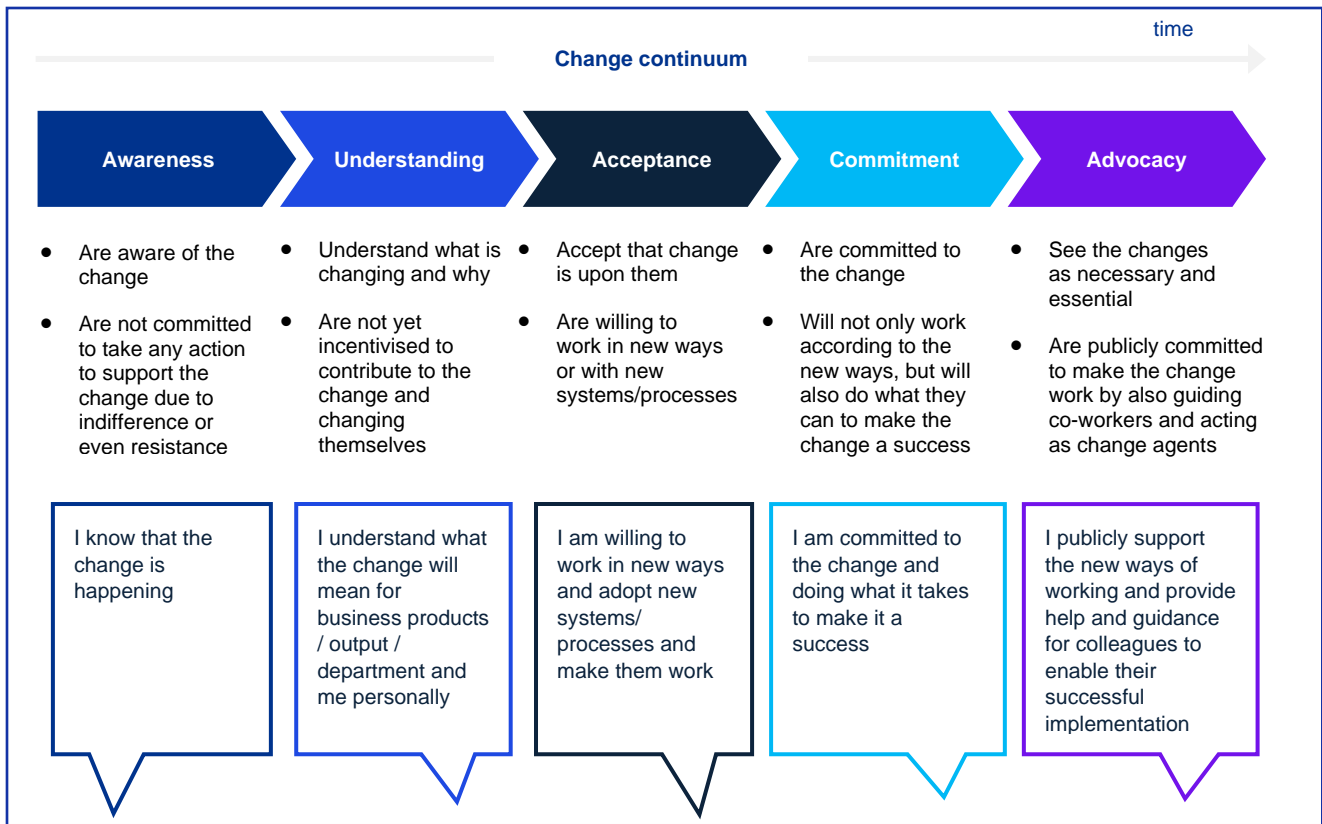 time
Change continuum
Awareness
Understanding
Acceptance
Commitment
Advocacy
● Are aware of the
change
● Are not committed
to take any action
to support the
change due to
indifference or
even resistance
● Understand what is
changing and why
● Are not yet
incentivised to
contribute to the
change and
changing
themselves
● Accept that change
is upon them
● Are willing to
work in new ways
or with new
systems/processes
● Are committed to
the change
● Will not only work
according to the
new ways, but will
also do what they
can to make the
change a success
● See the changes
as necessary and
essential
● Are publicly committed
to make the change
work by also guiding
co-workers and acting
as change agents
I know that the
change is
happening
I understand what
the change will
mean for
business products
/ output /
department and
me personally
I am willing to
work in new ways
and adopt new
systems/
processes and
make them work
I am committed to
the change and
doing what it takes
to make it a
success
I publicly support
the new ways of
working and provide
help and guidance
for colleagues to
enable their
successful
implementation